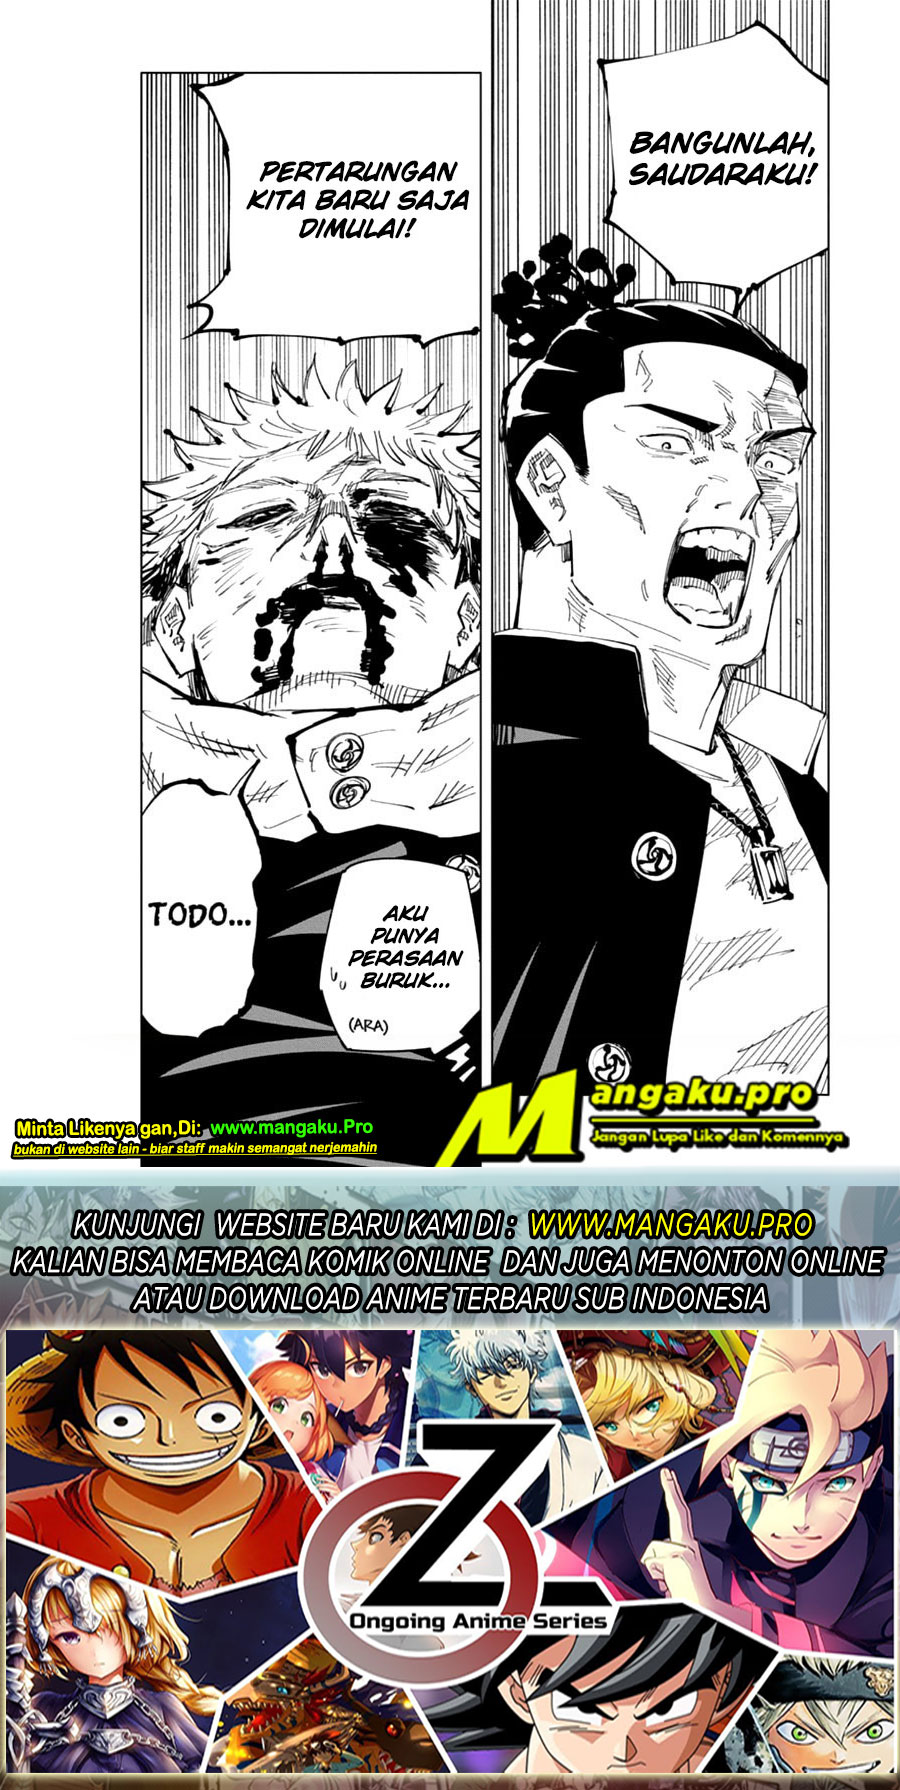 BANGUNLAH,
SAUDARAKU!
PERTARUNGAN
KITA BARU SAJA
DIMULAI!
TODO...
AKU
PUNYA
PERASAAN
BURUK...
(ARA)
Mangaku.pro
Jangan Lupa Like dan Komennya
Minta Likenya gan,Di: www.mangaku.Pro
bukan di website lain - biar staff makin semangat nerjemahin
KUNJUNGI WEBSITE BARU KAMI DI : WWW.MANGAKU.PRO
KALIAN BISA MEMBACA KOMIK ONLINE DAN JUGA MENONTON ONLINE
ATAU DOWNLOAD ANIME TERBARU SUB INDONESIA
OZ
Ongoing Anime Series